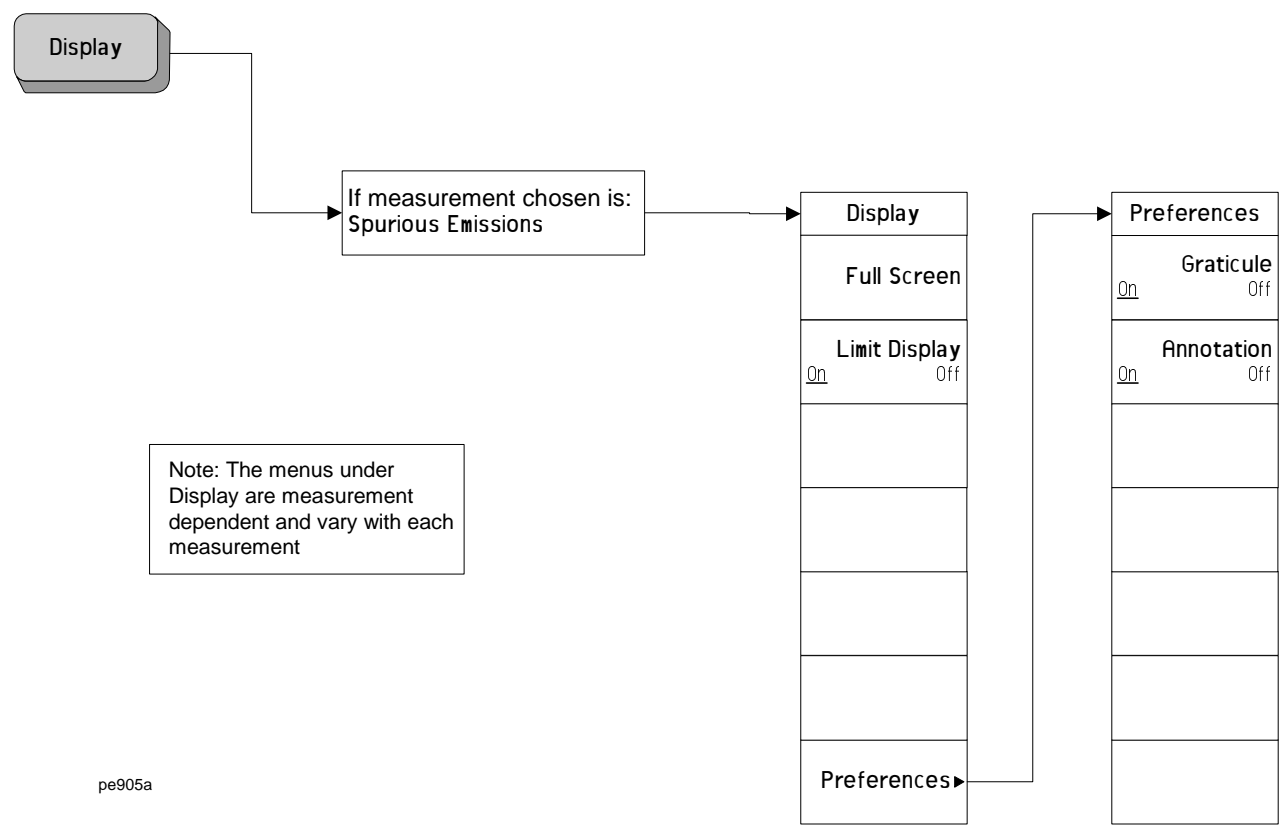 Display
If measurement chosen is:
Spurious Emissions
Display
Full Screen
Limit Display
On Off
Preferences
Preferences
Graticule
On Off
Annotation
On Off
Note: The menus under
Display are measurement
dependent and vary with each
measurement
pe905a